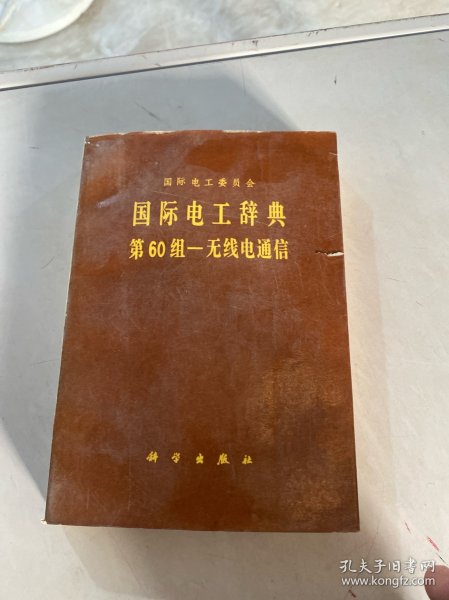 国际电工委员会
国际电工辞典
第60组—无线电通信
科学出版社
孔夫子旧书网
www.kongfz.com